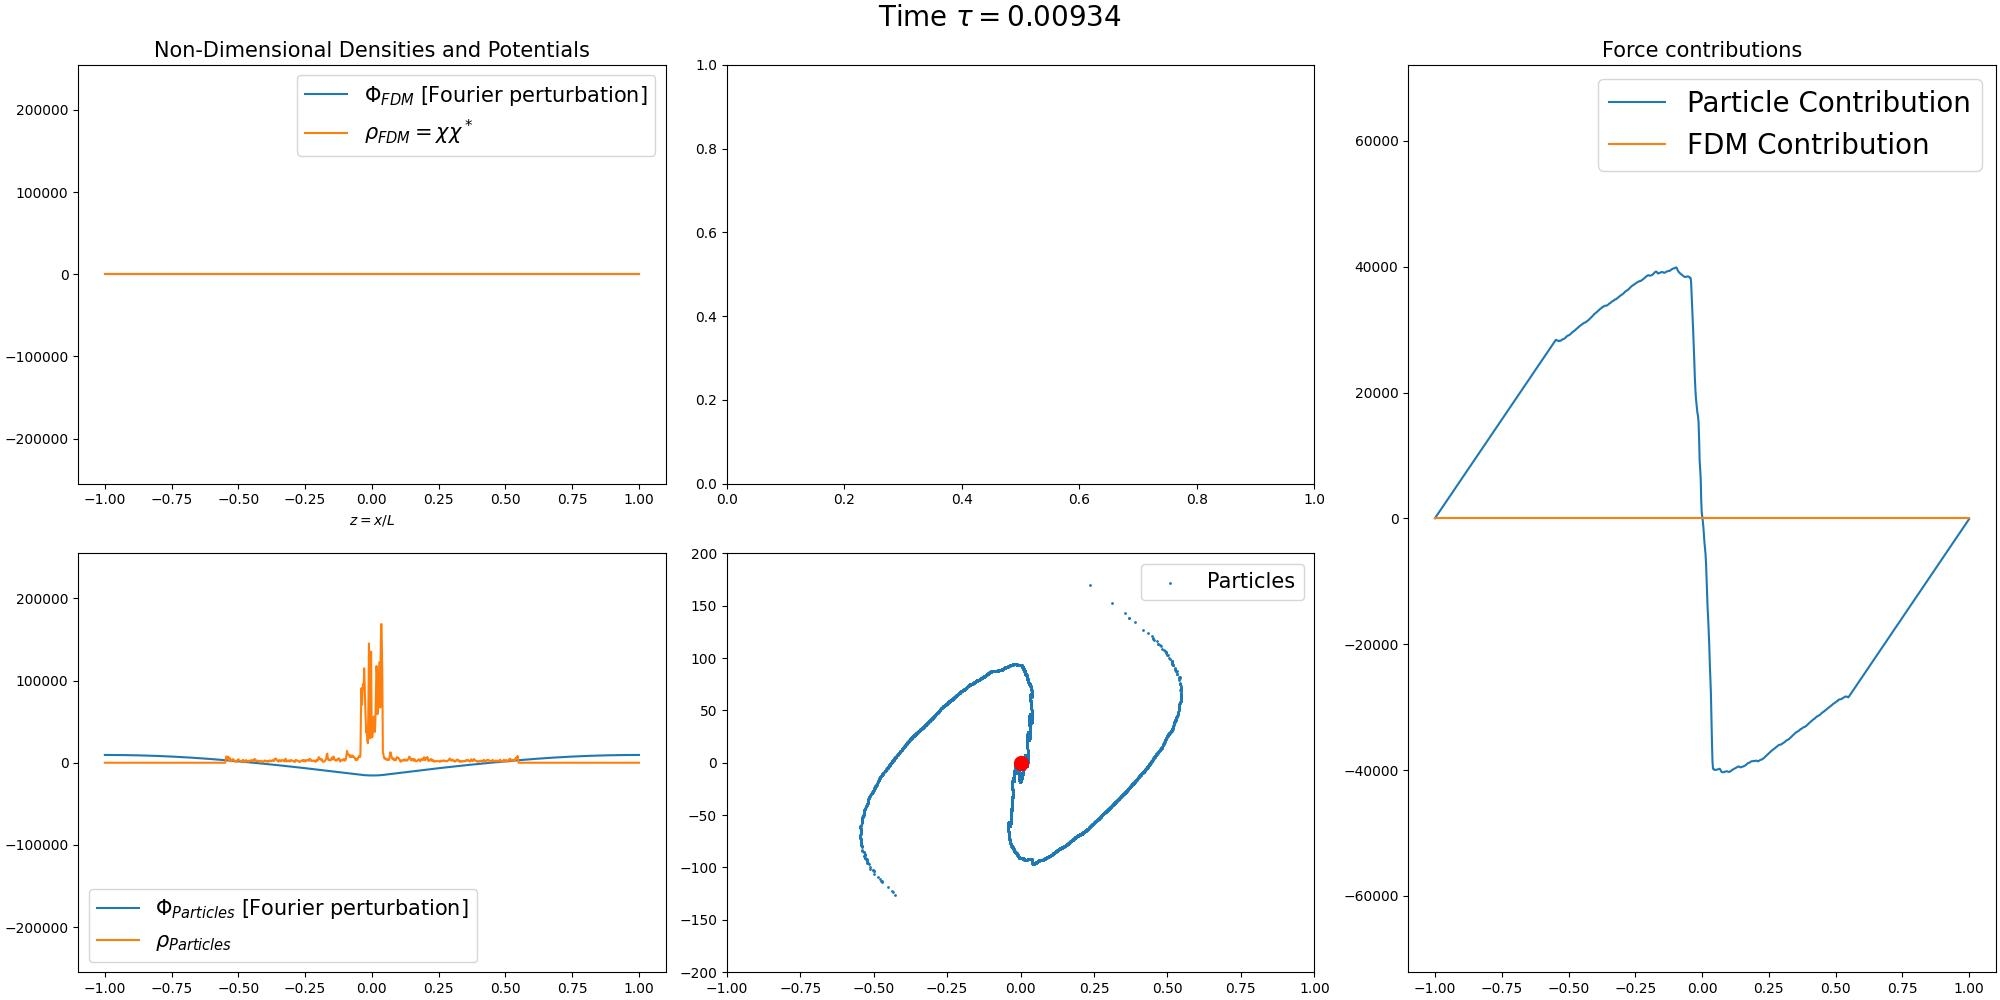 Time τ = 0.00934
Non-Dimensional Densities and Potentials
200000
100000
0
−100000
−200000
Φ_FDM [Fourier perturbation]
ρ_FDM = χχ*
−1.00 −0.75 −0.50 −0.25 0.00 0.25 0.50 0.75 1.00
z = x/L
1.0
0.8
0.6
0.4
0.2
0.0
0.0 0.2 0.4 0.6 0.8 1.0
Force contributions
Particle Contribution
FDM Contribution
60000
40000
20000
0
−20000
−40000
−60000
−1.00 −0.75 −0.50 −0.25 0.00 0.25 0.50 0.75 1.00
200000
100000
0
−100000
−200000
Φ_Particles [Fourier perturbation]
ρ_Particles
−1.00 −0.75 −0.50 −0.25 0.00 0.25 0.50 0.75 1.00
200
150
100
50
0
−50
−100
−150
−200
Particles
−1.00 −0.75 −0.50 −0.25 0.00 0.25 0.50 0.75 1.00